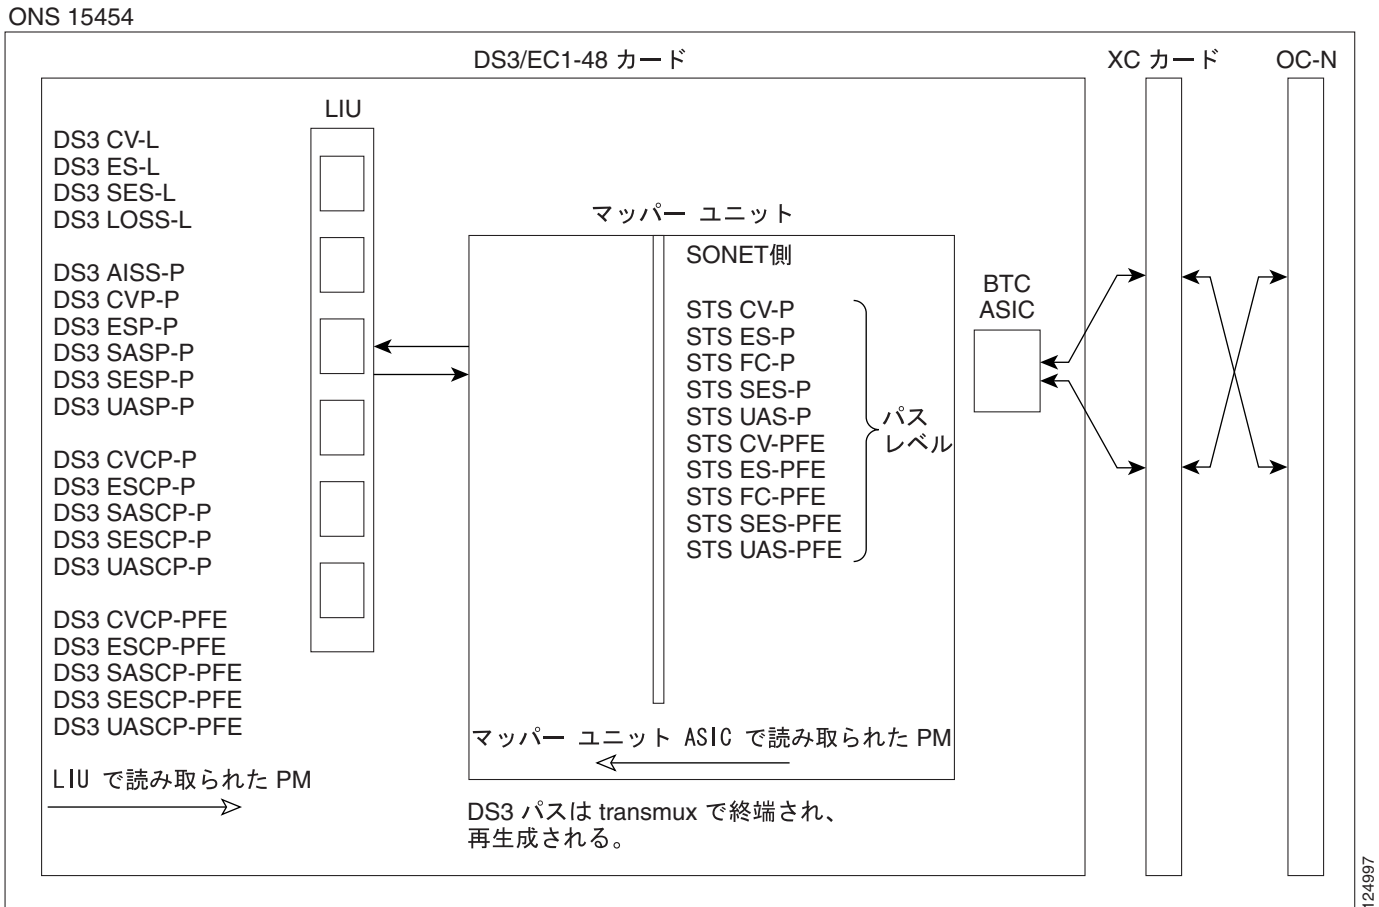 ONS 15454
DS3/EC1-48 カード
XC カード
OC-N
LIU
DS3 CV-L
DS3 ES-L
DS3 SES-L
DS3 LOSS-L
DS3 AISS-P
DS3 CVP-P
DS3 ESP-P
DS3 SASP-P
DS3 SESP-P
DS3 UASP-P
DS3 CVCP-P
DS3 ESCP-P
DS3 SASCP-P
DS3 SESCP-P
DS3 UASCP-P
DS3 CVCP-PFE
DS3 ESCP-PFE
DS3 SASCP-PFE
DS3 SESCP-PFE
DS3 UASCP-PFE
LIU で読み取られた PM
マッパー ユニット
SONET側
STS CV-P
STS ES-P
STS FC-P
STS SES-P
STS UAS-P
STS CV-PFE
STS ES-PFE
STS FC-PFE
STS SES-PFE
STS UAS-PFE
パス
レベル
マッパー ユニット ASIC で読み取られた PM
DS3 パスは transmux で終端され、
再生成される。
BTC
ASIC
124997